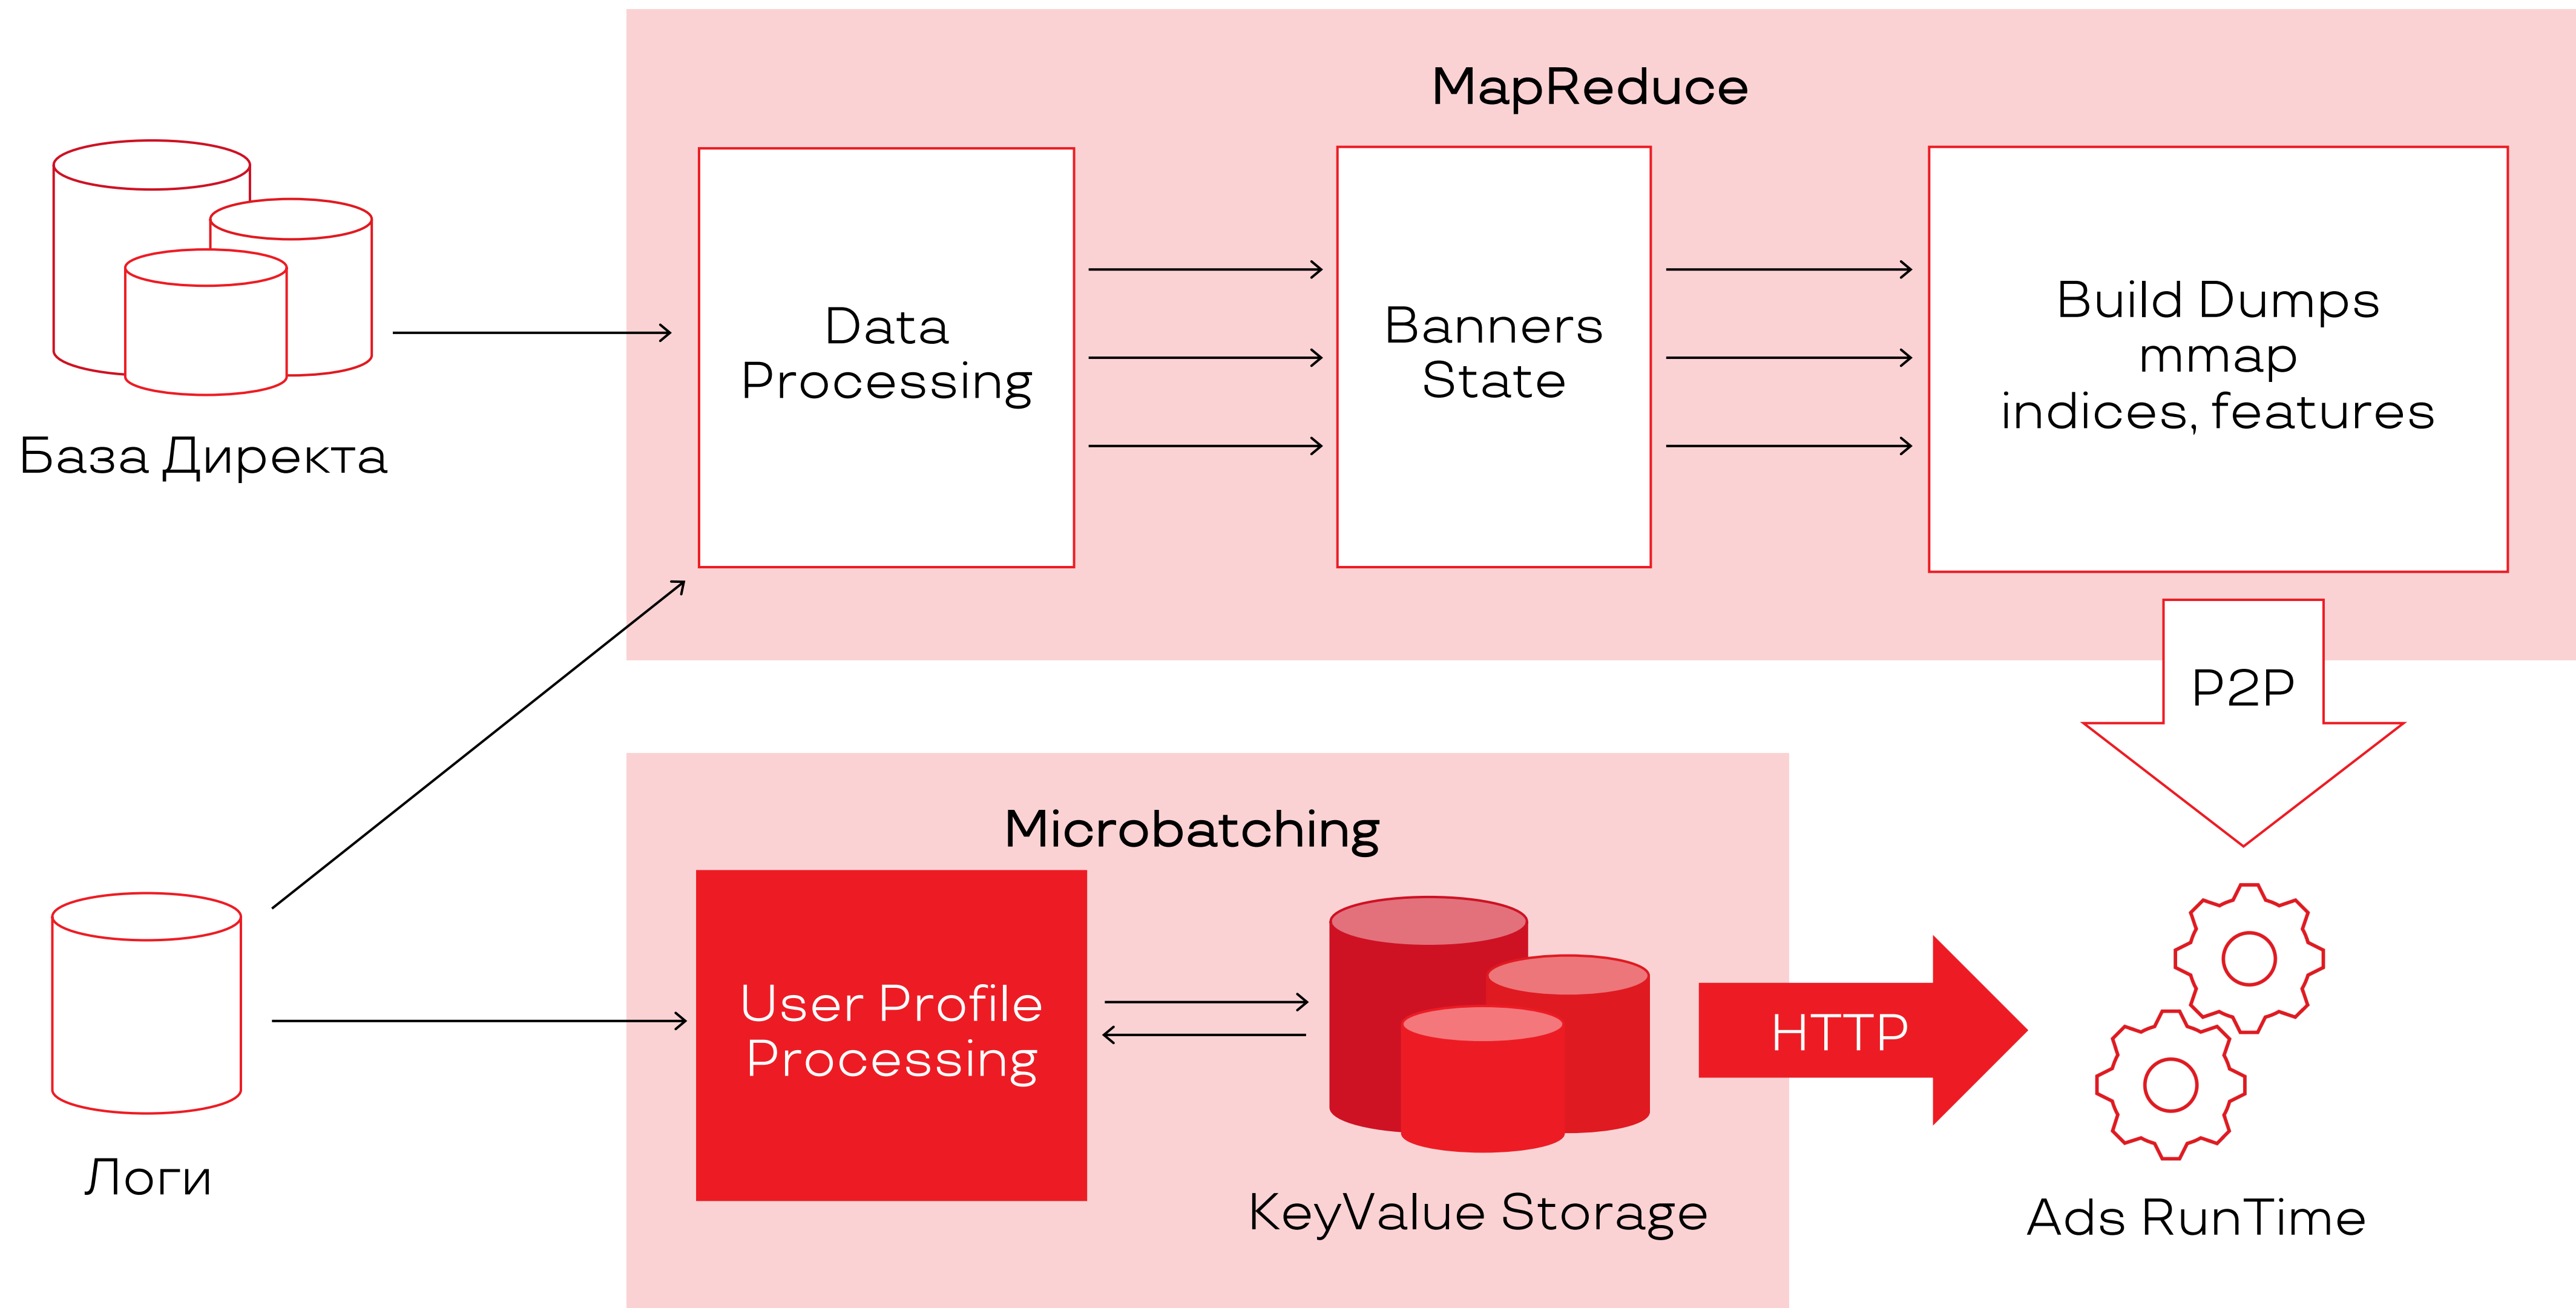 MapReduce
База Директа
Data
Processing
Banners
State
Build Dumps
mmap
indices, features
P2P
Microbatching
Логи
User Profile
Processing
KeyValue Storage
HTTP
Ads RunTime